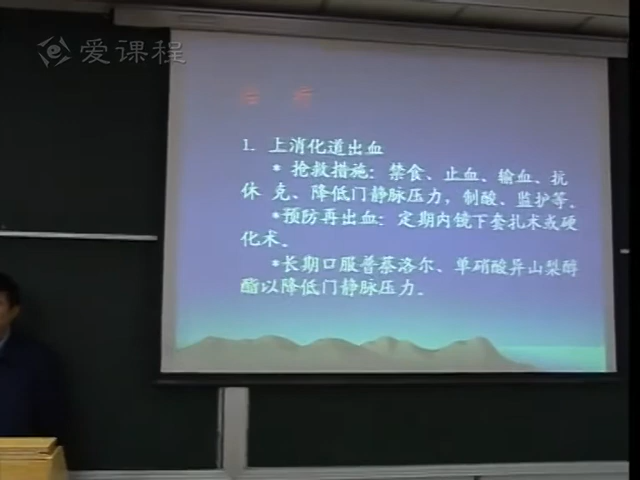 爱课程
1. 上消化道出血
* 抢救措施：禁食、止血、输血、抗
休 克、降低门静脉压力，制酸、监护等。
*预防再出血：定期内镜下套扎术或硬
化术。
*长期口服普萘洛尔、单硝酸异山梨醇
酯以降低门静脉压力。